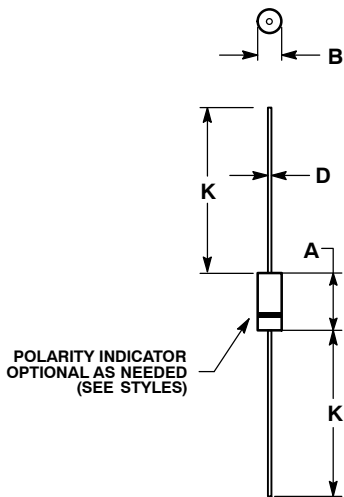 B
K
D
A
POLARITY INDICATOR
OPTIONAL AS NEEDED
(SEE STYLES)
K